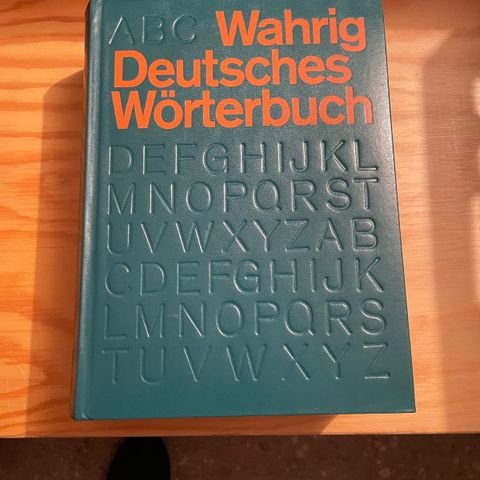 ABC Wahrig
Deutsches
Wörterbuch
DEFGHIJKL
MNOPQRST
UVWXYZAB
CDEFGHIJK
LMNOPQRS
TUVWXYZ